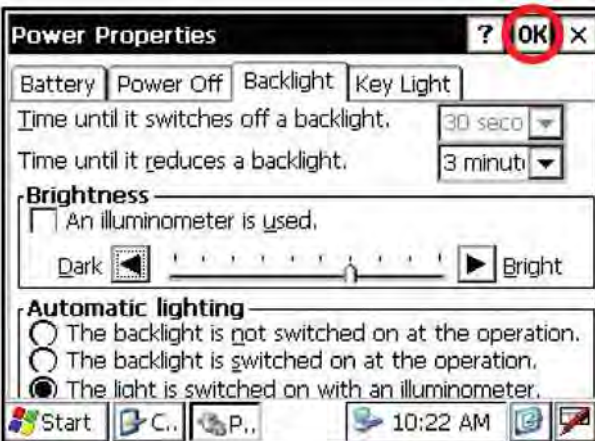 Power Properties ? OK ×
Battery Power Off Backlight Key Light
Time until it switches off a backlight. 30 seco
Time until it reduces a backlight. 3 minut
Brightness
An illuminometer is used.
Dark Bright
Automatic lighting
The backlight is not switched on at the operation.
The backlight is switched on at the operation.
The light is switched on with an illuminometer.
Start C.. P.. 10:22 AM